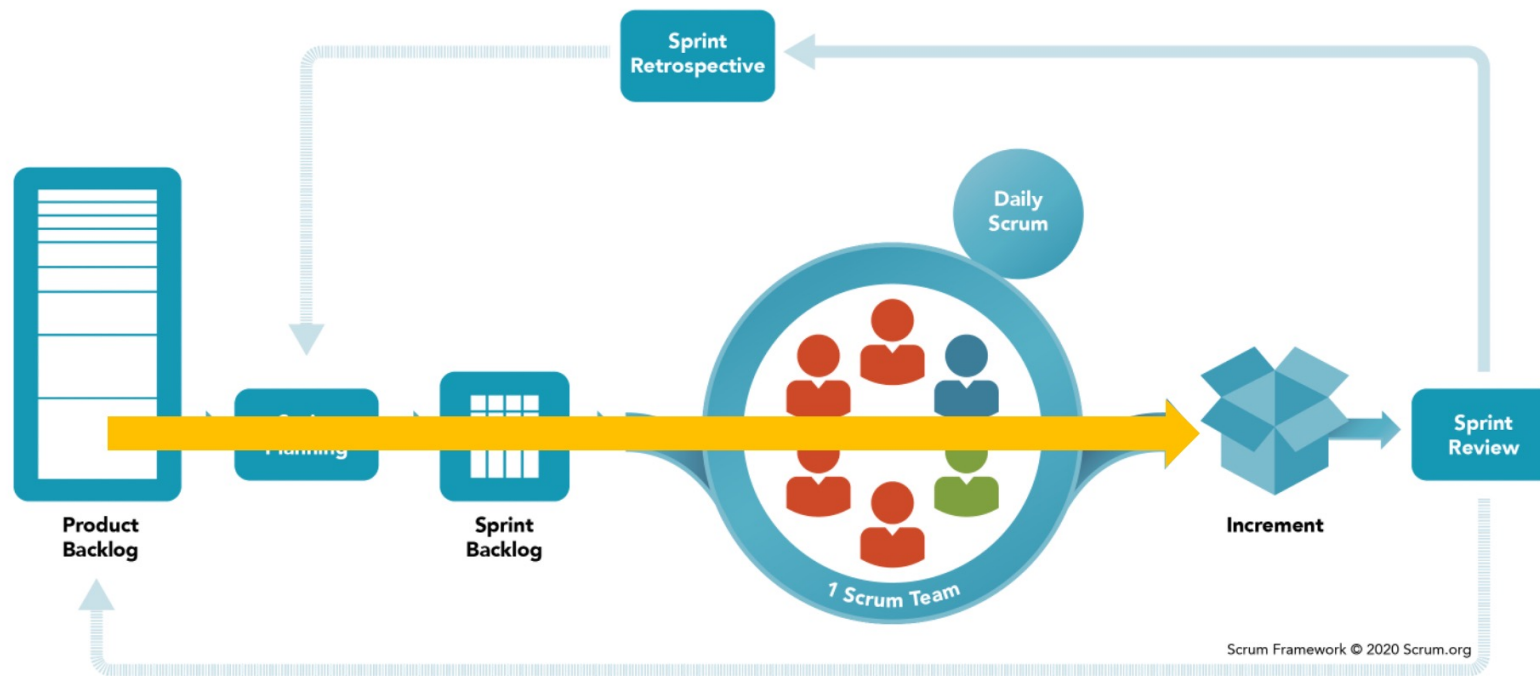 Sprint
Retrospective
Daily
Scrum
Planning
Sprint
Review
Product
Backlog
Sprint
Backlog
Increment
1 Scrum Team
Scrum Framework © 2020 Scrum.org